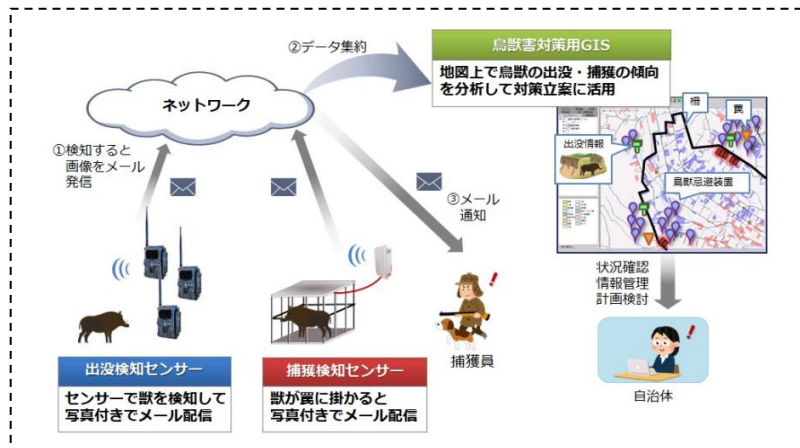 ②データ集約
鳥獣害対策用GIS
地図上で鳥獣の出没・捕獲の傾向
を分析して対策立案に活用
ネットワーク
柵
罠
①検知すると
画像をメール
発信
出没情報
鳥獣忌避装置
③メール
通知
状況確認
情報管理
計画検討
捕獲員
出没検知センサー
センサーで獣を検知して
写真付きでメール配信
捕獲検知センサー
獣が罠に掛かると
写真付きでメール配信
自治体